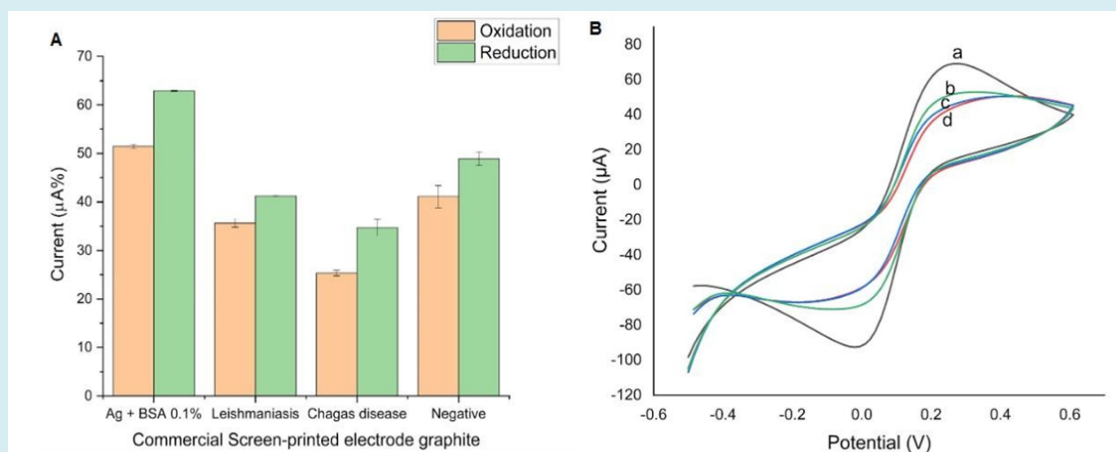 A
Oxidation
Reduction
70
60
50
40
30
20
10
0
Current (µA%)
Ag + BSA 0.1% Leishmaniasis Chagas disease Negative
Commercial Screen-printed electrode graphite
B
80
60
40
20
0
-20
-40
-60
-80
-100
-120
Current (µA)
a
b
c
d
-0.6 -0.4 -0.2 0.0 0.2 0.4 0.6
Potential (V)